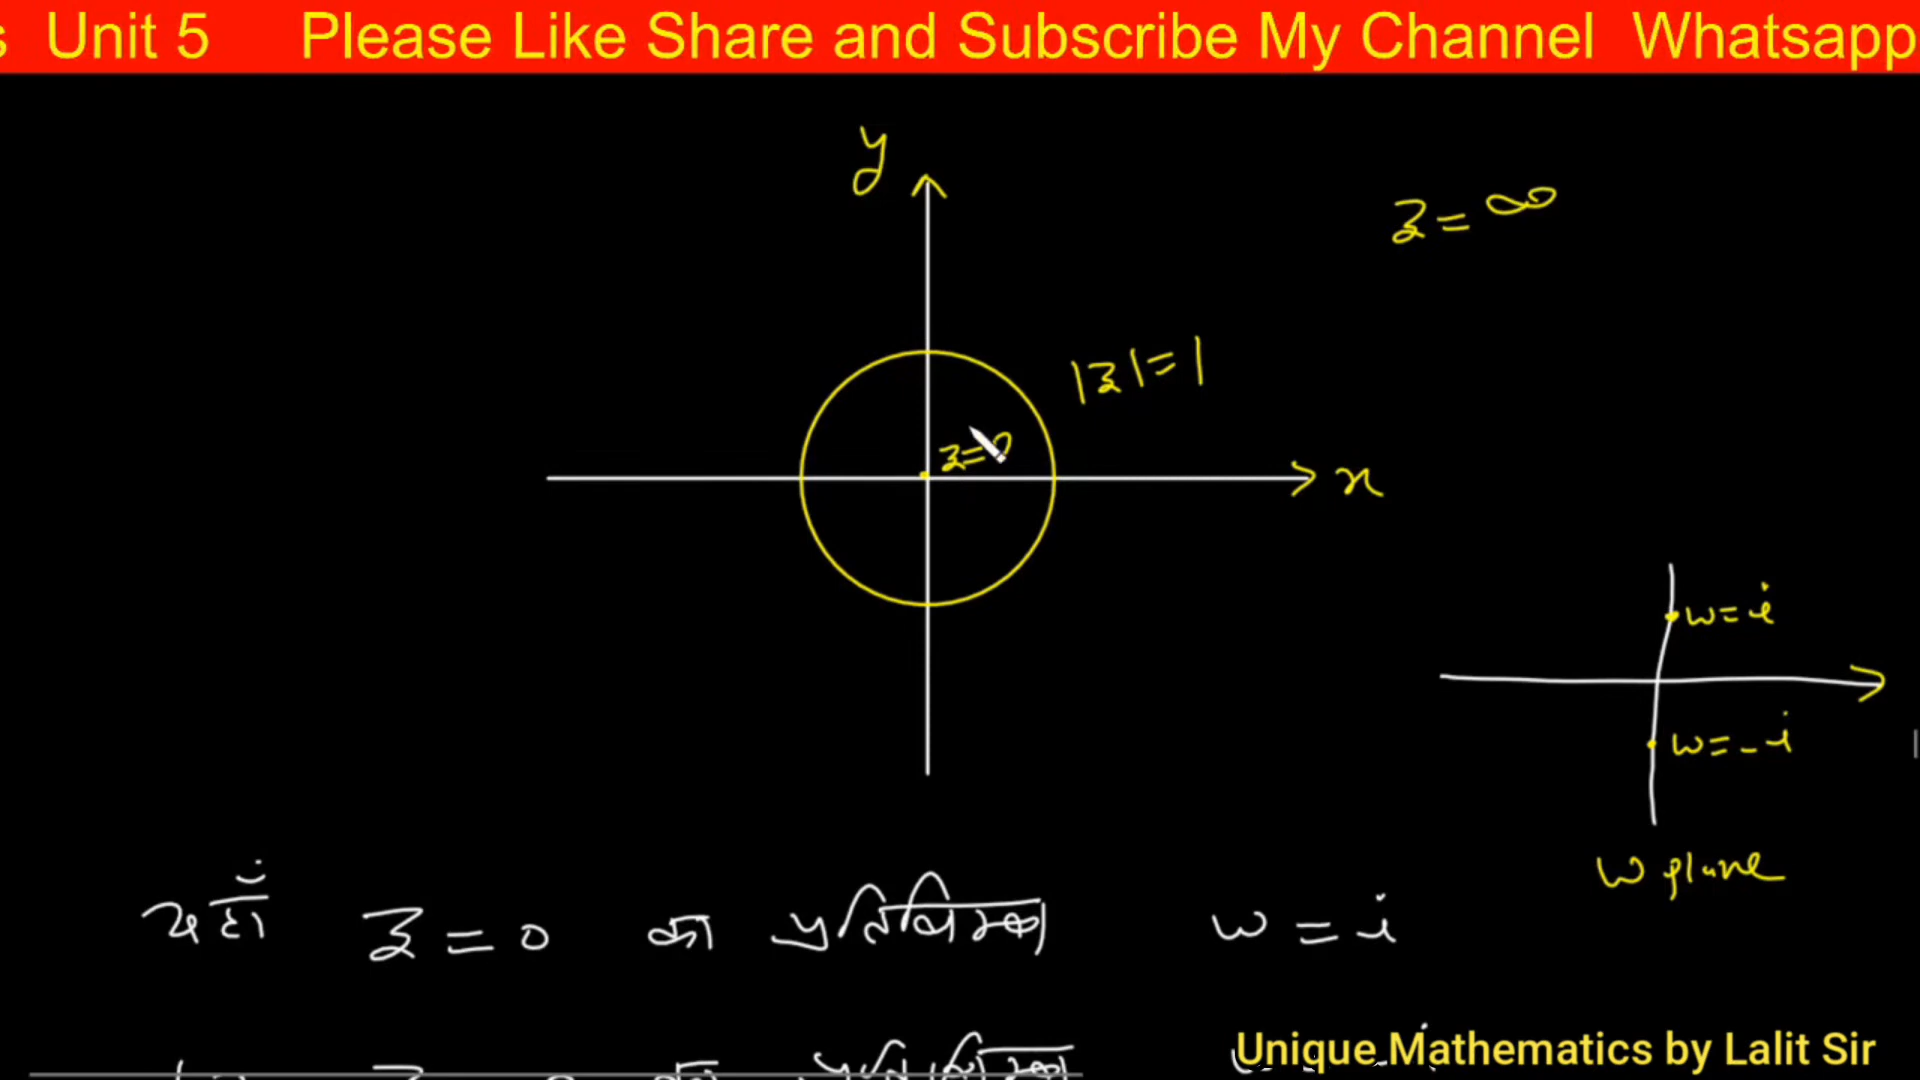 Unit 5 Please Like Share and Subscribe My Channel Whatsapp
y
z = ∞
|z| = 1
z = 0
x
w = i
w = - i
w plane
यहाँ z = 0 का प्रतिबिम्ब w = i
Unique Mathematics by Lalit Sir